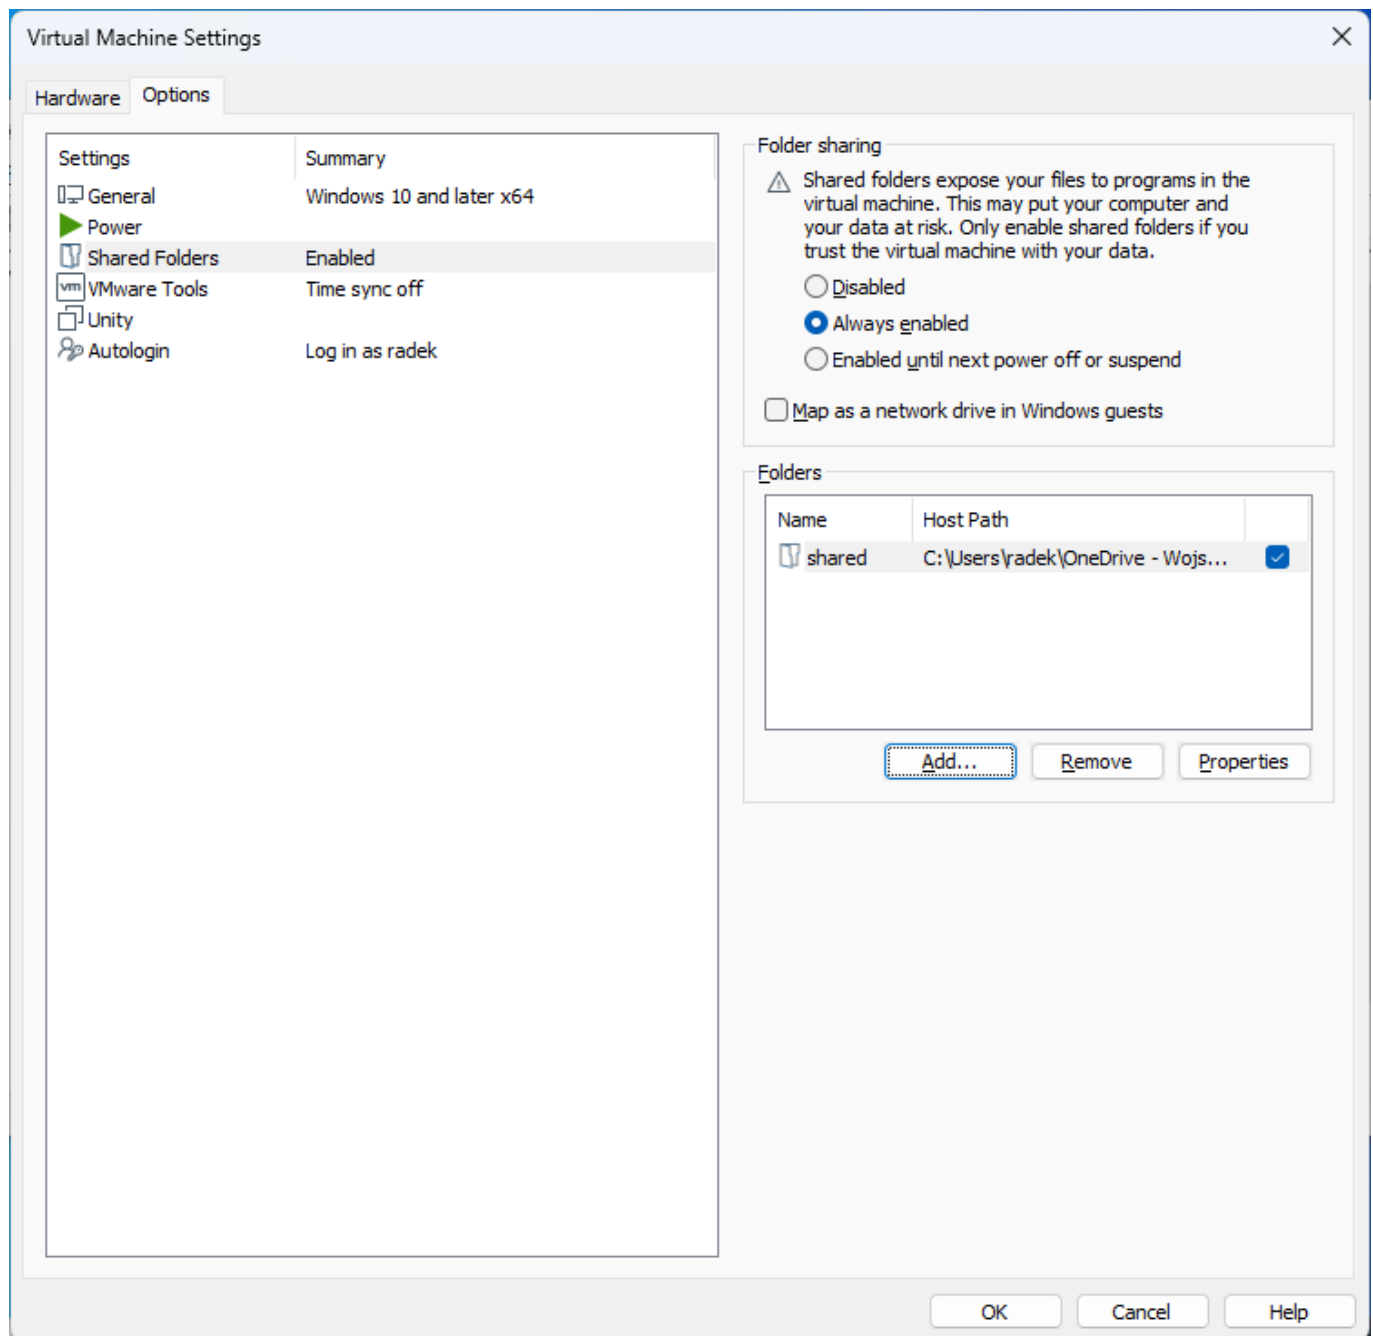 Virtual Machine Settings
Hardware
Options
Settings Summary
General Windows 10 and later x64
Power
Shared Folders Enabled
vm VMware Tools Time sync off
Unity
Autologin Log in as radek
Folder sharing
Shared folders expose your files to programs in the
virtual machine. This may put your computer and
your data at risk. Only enable shared folders if you
trust the virtual machine with your data.
Disabled
Always enabled
Enabled until next power off or suspend
Map as a network drive in Windows guests
Folders
Name Host Path
shared C:\Users\radek\OneDrive - Wojs...
Add... Remove Properties
OK Cancel Help